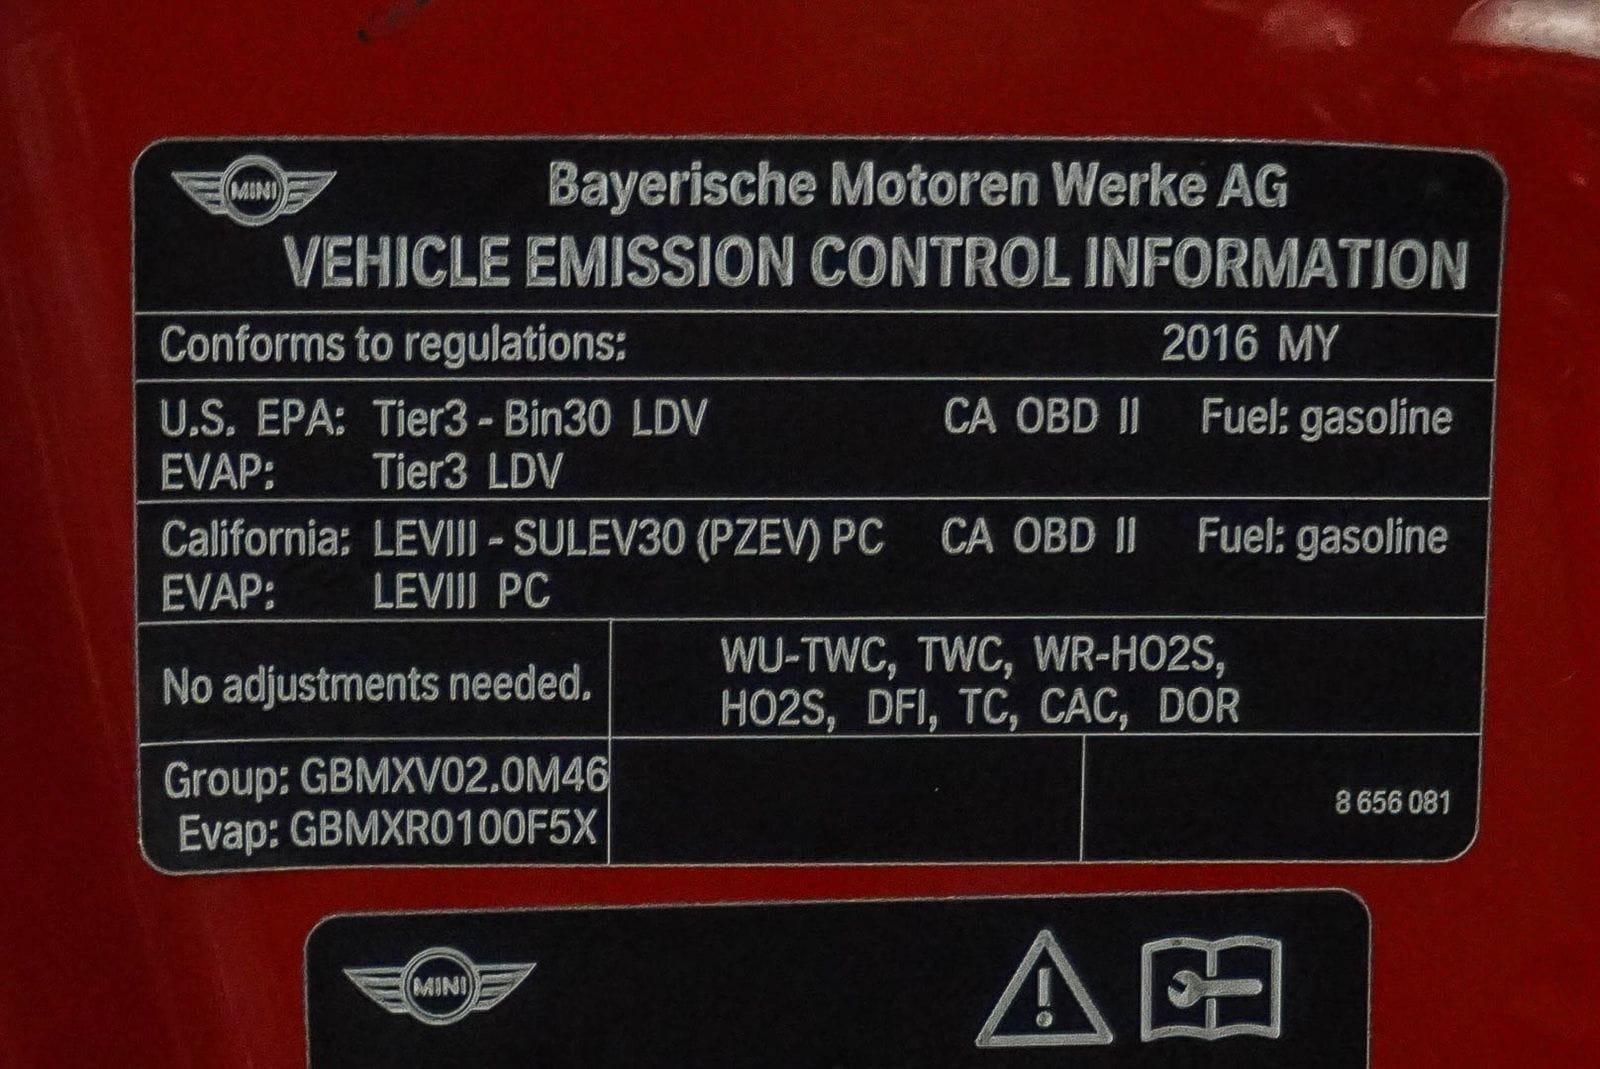 MINI
Bayerische Motoren Werke AG
VEHICLE EMISSION CONTROL INFORMATION
Conforms to regulations: 2016 MY
U.S. EPA: Tier3 - Bin30 LDV CA OBD II Fuel: gasoline
EVAP: Tier3 LDV
California: LEVIII - SULEV30 (PZEV) PC CA OBD II Fuel: gasoline
EVAP: LEVIII PC
No adjustments needed.
WU-TWC, TWC, WR-HO2S,
HO2S, DFI, TC, CAC, DOR
Group: GBMXV02.0M46
Evap: GBMXR0100F5X
8 656 081
MINI